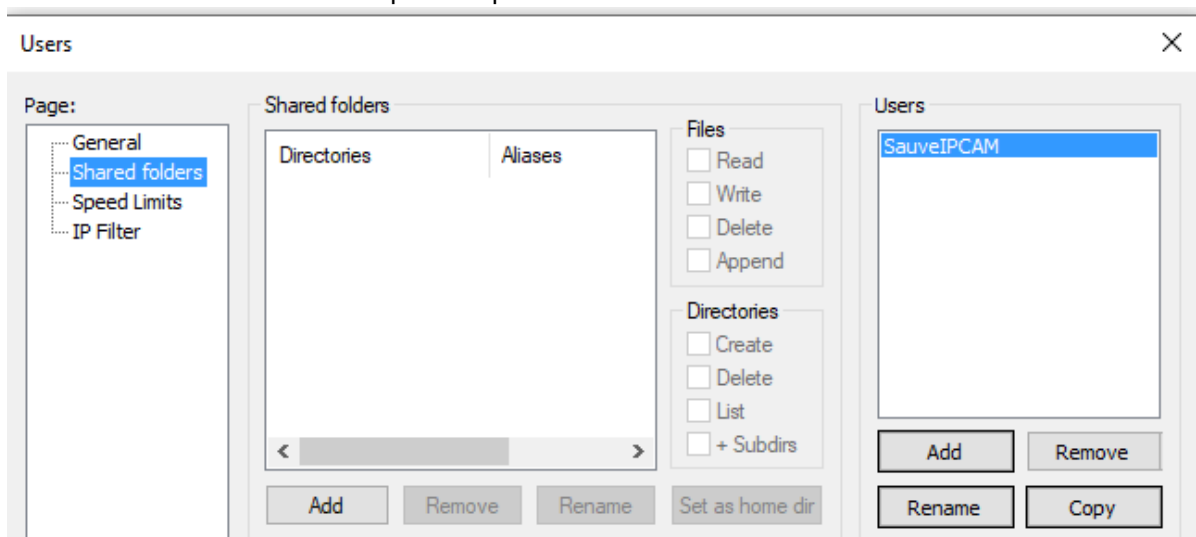 Users
Page:
General
Shared folders
Speed Limits
IP Filter
Shared folders
Directories Aliases
Add Remove Rename Set as home dir
Files
Read
Write
Delete
Append
Directories
Create
Delete
List
+ Subdirs
Users
SauveIPCAM
Add Remove
Rename Copy